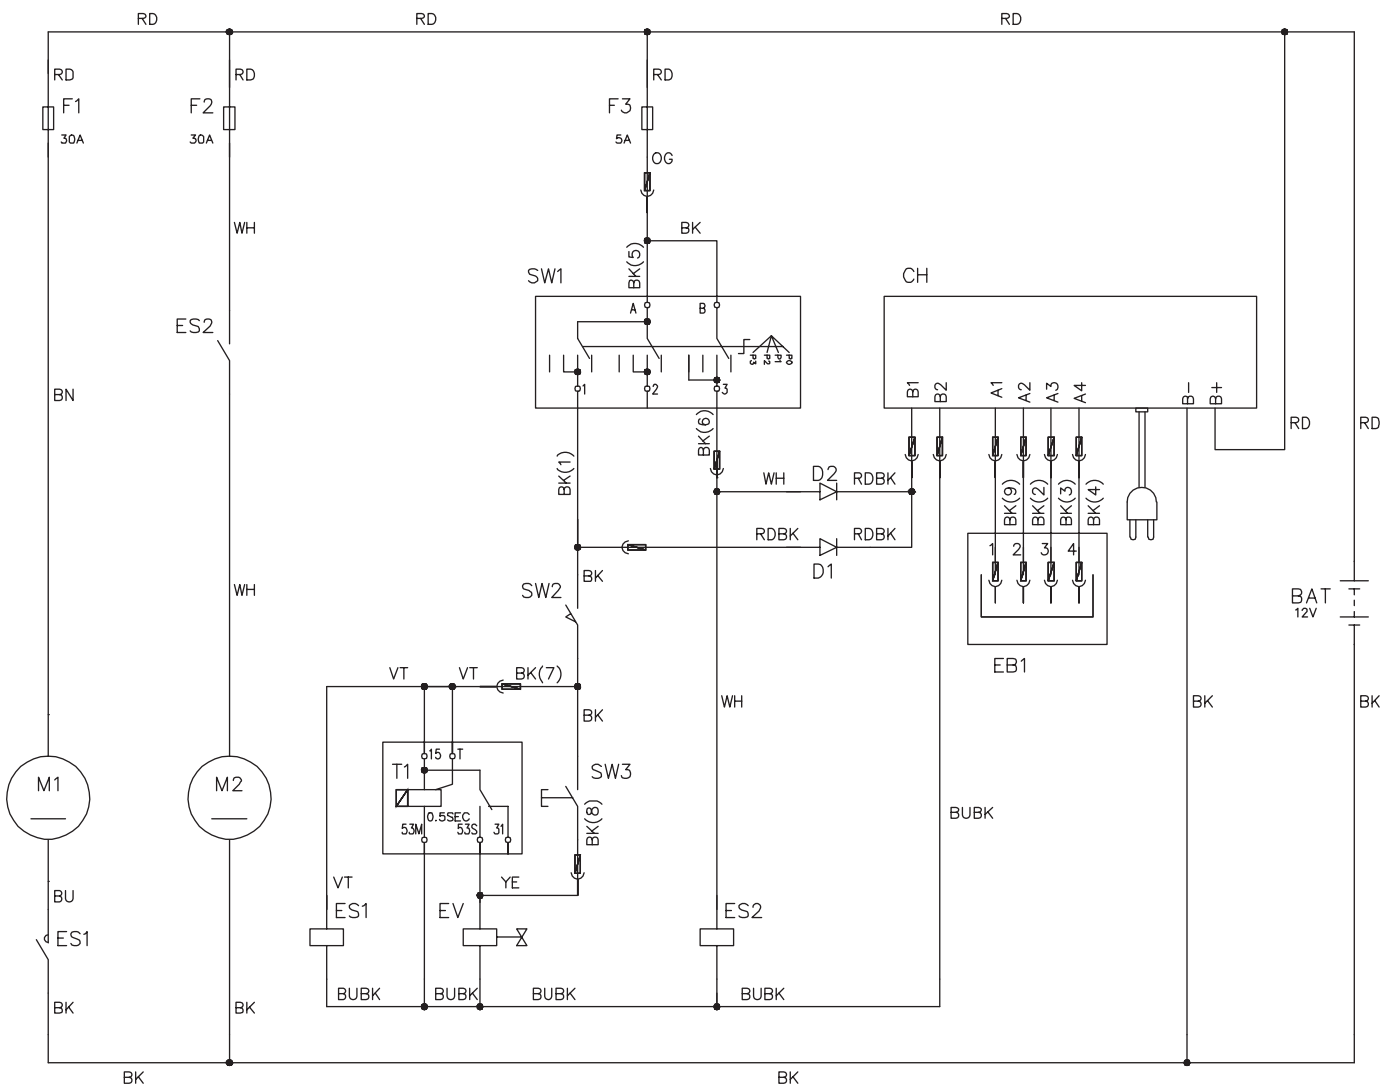 RD RD RD
RD RD RD
F1 F2 F3
30A 30A 5A
OG
WH BK
BK(5)
SW1 CH
A B
ES2
P3 P2 P1 P0
1 2 3
B1 B2 A1 A2 A3 A4 B- B+
BN
RD RD
BK(6)
BK(1)
D2
WH RDBK
BK(9) BK(2) BK(3) BK(4)
RDBK RDBK
D1
1 2 3 4
BK
SW2
WH
BAT
12V
EB1
VT VT BK(7)
BK WH BK BK
15 T
T1 SW3
M1 M2
0.5SEC
53M 53S 31
BK(8)
BUBK
VT YE
BU
ES1 EV ES2
ES1
BUBK BUBK BUBK BUBK
BK BK
BK BK